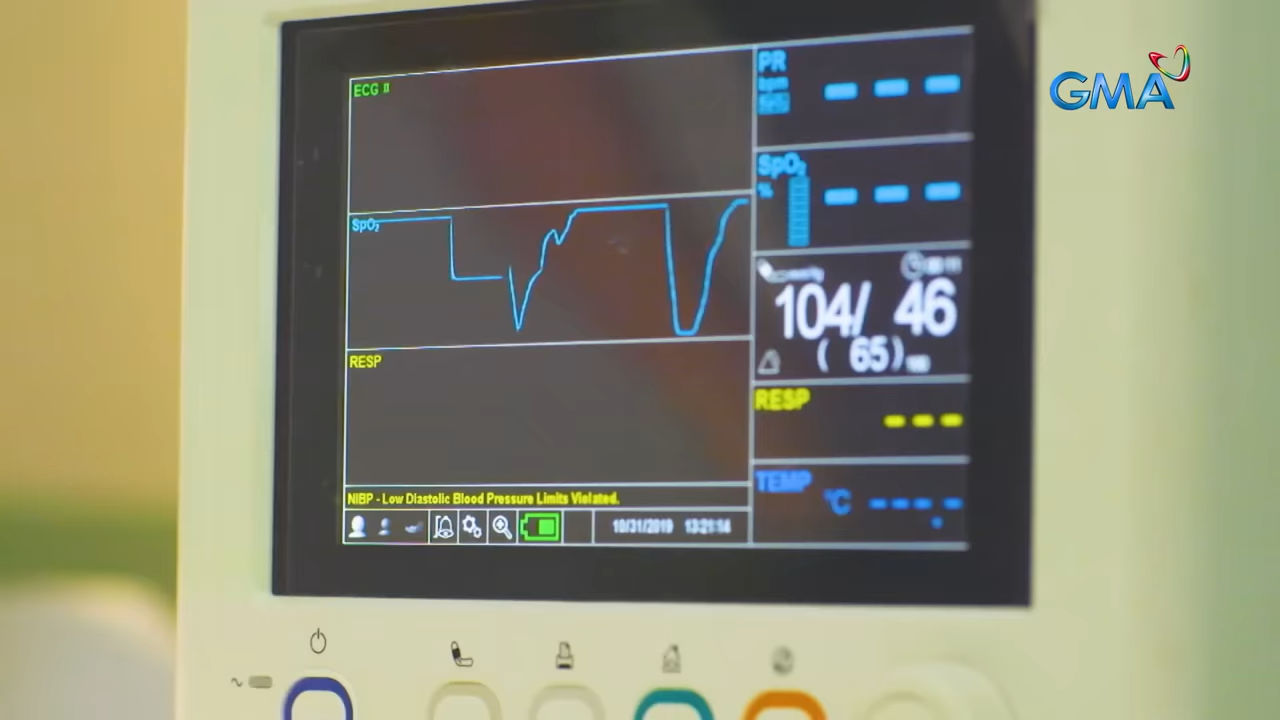 GMA
ECG II
PR
bpm
SpO₂
%
SpO₂
104/ 46
( 65)
RESP
RESP
TEMP
°C
NIBP - Low Diastolic Blood Pressure Limits Violated.
10/31/2019 13:21:14